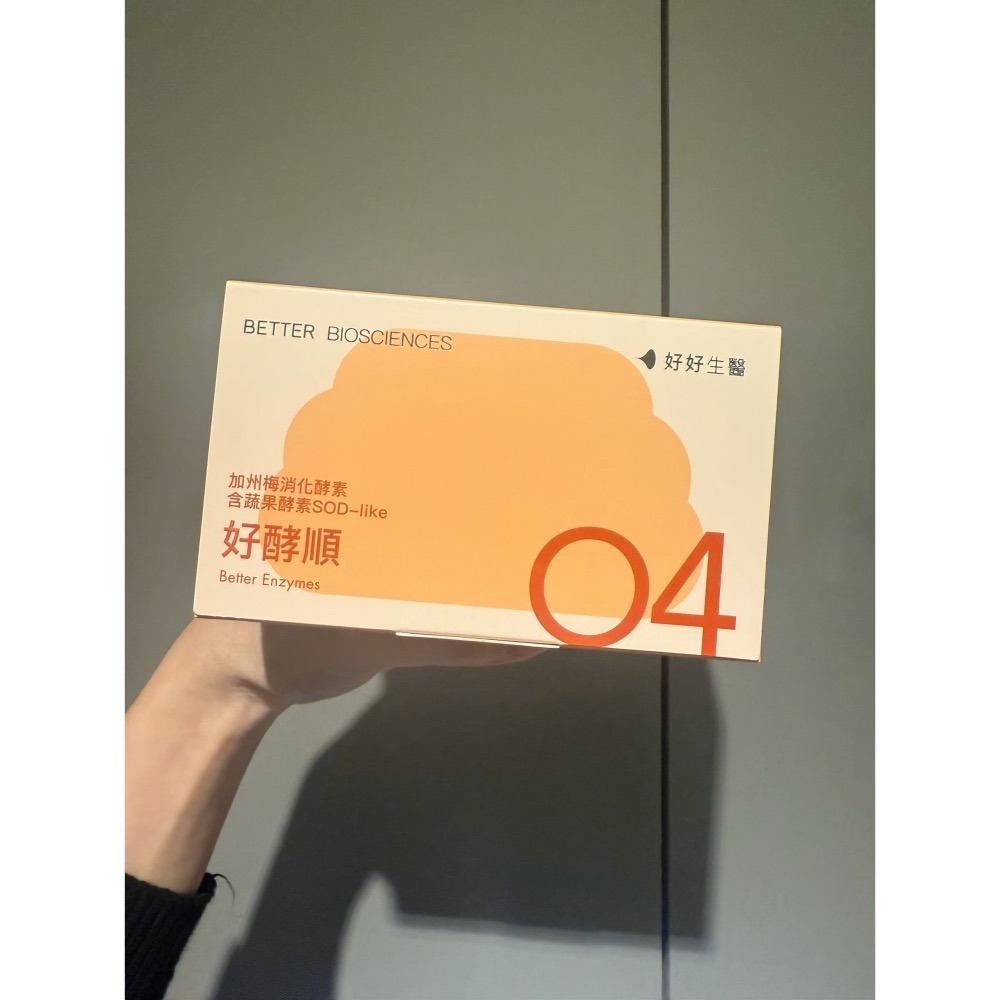 BETTER BIOSCIENCES
好好生醫
加州梅消化酵素
含蔬果酵素SOD-like
好酵順
Better Enzymes
04